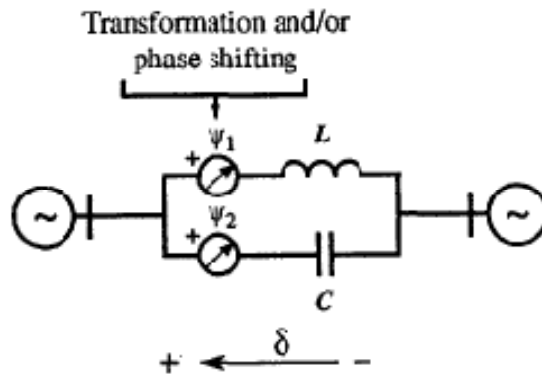 Transformation and/or
phase shifting
ψ1
L
+
~
ψ2
+
~
C
δ
+
-